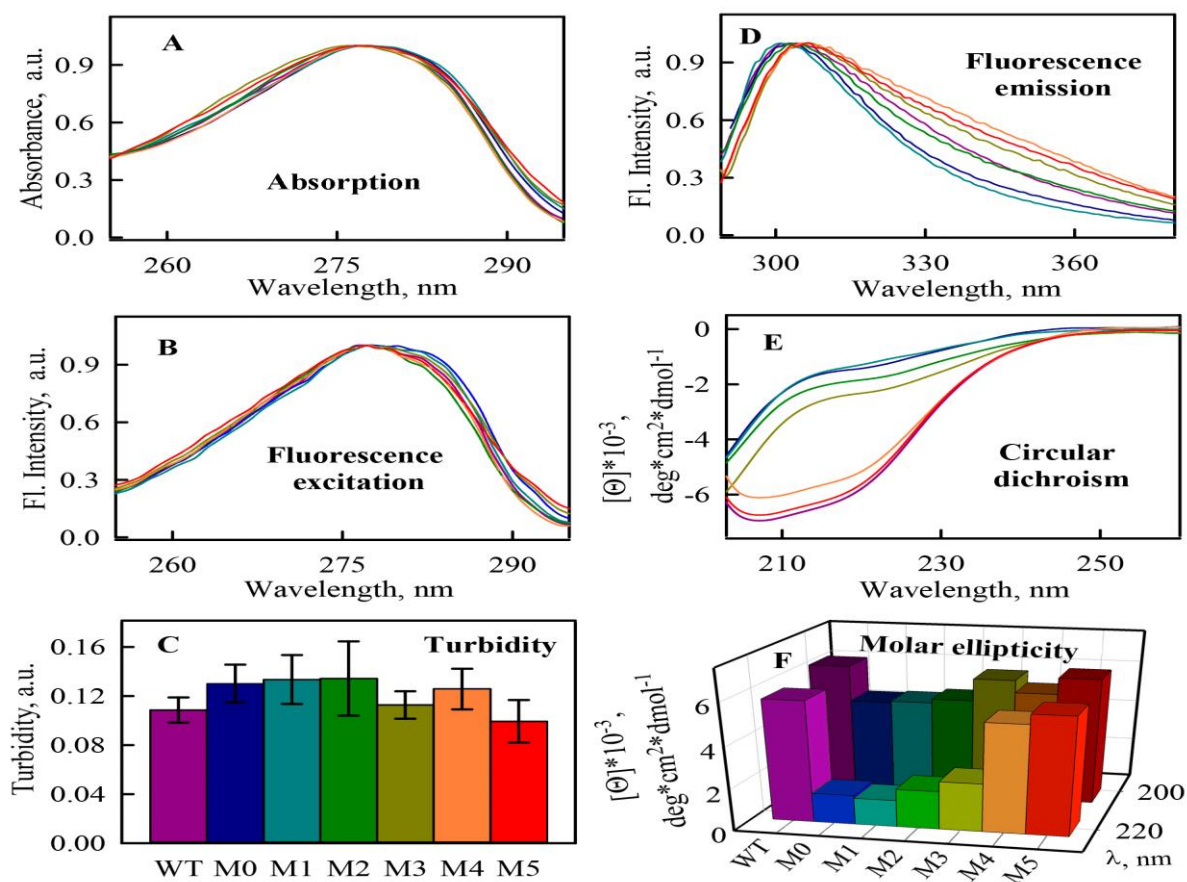 A
Absorbance, a.u.
0.9
0.6
0.3
0.0
Absorption
260
275
290
Wavelength, nm
B
Fl. Intensity, a.u.
0.9
0.6
0.3
0.0
Fluorescence
excitation
260
275
290
Wavelength, nm
C
Turbidity
Turbidity, a.u.
0.16
0.12
0.08
0.04
0.00
WT M0 M1 M2 M3 M4 M5
D
Fl. Intensity, a.u.
0.9
0.6
0.3
0.0
Fluorescence
emission
300
330
360
Wavelength, nm
E
[Θ]*10⁻³,
deg*cm²*dmol⁻¹
0
-2
-4
-6
Circular
dichroism
210
230
250
Wavelength, nm
F
Molar ellipticity
[Θ]*10⁻³,
deg*cm²*dmol⁻¹
6
4
2
0
WT M0 M1 M2 M3 M4 M5
200
220
λ, nm